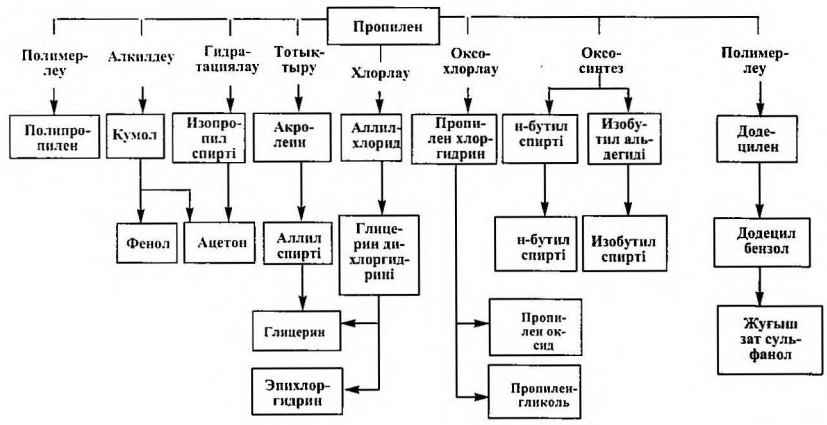 Пропилен
Полимер-
леу
Алкилдеу
Гидра-
тациялау
Тотык-
тыру
Хлорлау
Оксо-
хлорлау
Оксо-
синтез
Полимер-
леу
Полипро-
пилен
Кумол
Изопро-
пил
спирті
Акро-
леин
Аллил-
хлорид
Пропи-
лен хлор-
гидрин
н-бутил
спирті
Изобу-
тил аль-
дегиді
Доде-
цилен
Фенол
Ацетон
Аллил
спирті
Глице-
рин ди-
хлоргид-
рині
н-бутил
спирті
Изобутил
спирті
Додецил
бензол
Глицерин
Пропи-
лен ок-
сид
Жуғыш
зат суль-
фанол
Эпихлор-
гидрин
Пропилен-
гликоль